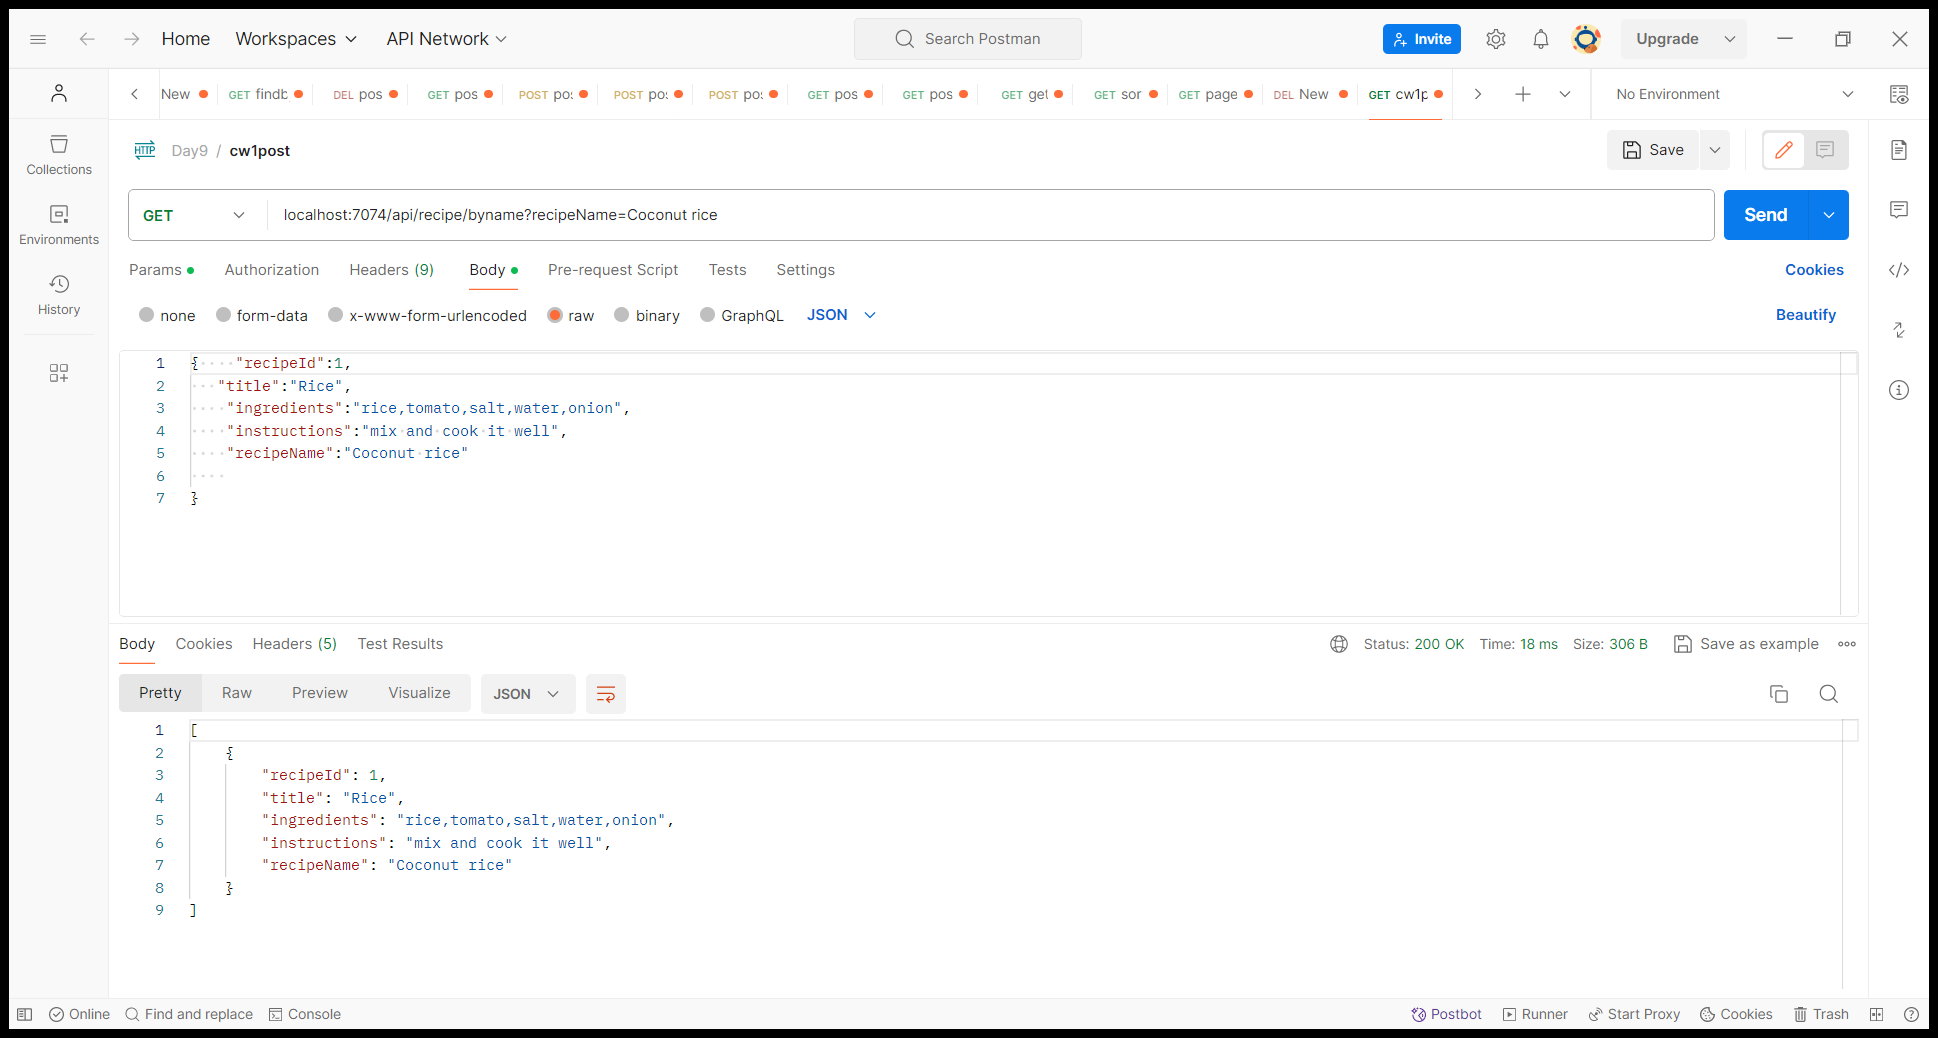 Home Workspaces API Network Search Postman Invite Upgrade
New GET findb DEL pos GET pos POST pos POST pos POST pos GET pos GET pos GET get GET sor GET page DEL New GET cw1p No Environment
HTTP Day9 / cw1post Save
Collections
Environments
History
GET localhost:7074/api/recipe/byname?recipeName=Coconut rice Send
Params Authorization Headers (9) Body Pre-request Script Tests Settings Cookies
none form-data x-www-form-urlencoded raw binary GraphQL JSON Beautify
1 { "recipeId":1,
2 "title":"Rice",
3 "ingredients":"rice,tomato,salt,water,onion",
4 "instructions":"mix and cook it well",
5 "recipeName":"Coconut rice"
6
7 }
Body Cookies Headers (5) Test Results Status: 200 OK Time: 18 ms Size: 306 B Save as example
Pretty Raw Preview Visualize JSON
1 [
2 {
3 "recipeId": 1,
4 "title": "Rice",
5 "ingredients": "rice,tomato,salt,water,onion",
6 "instructions": "mix and cook it well",
7 "recipeName": "Coconut rice"
8 }
9 ]
Online Find and replace Console Postbot Runner Start Proxy Cookies Trash